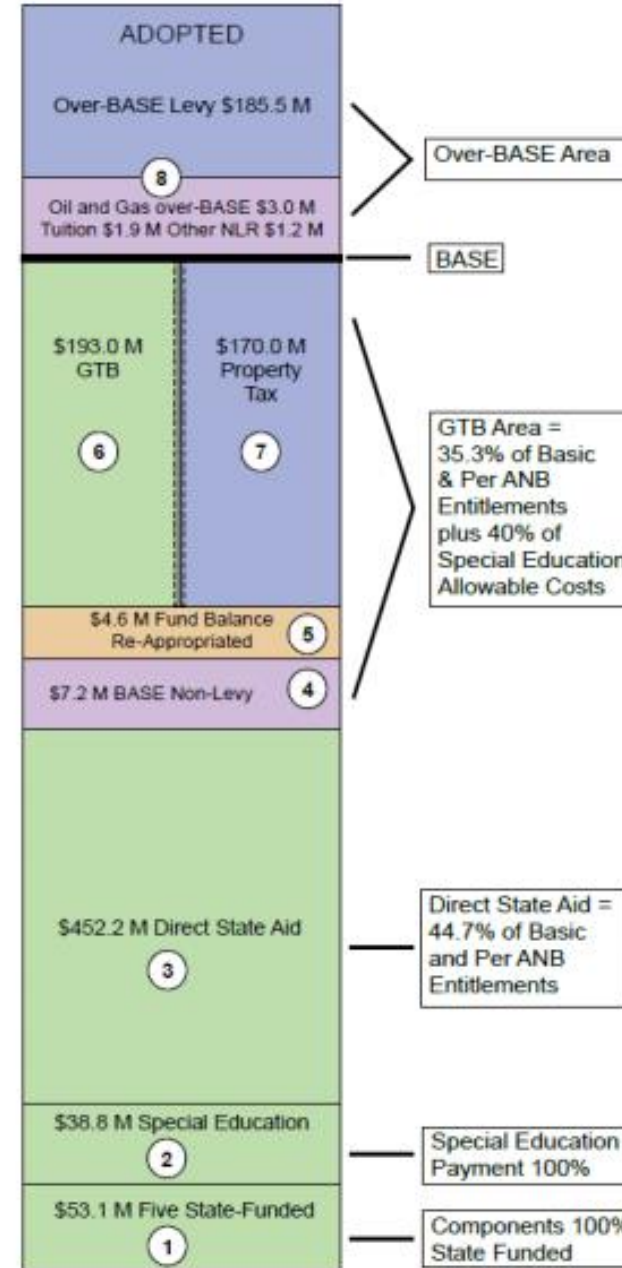 ADOPTED
Over-BASE Levy $185.5 M
8
Oil and Gas over-BASE $3.0 M
Tuition $1.9 M Other NLR $1.2 M
Over-BASE Area
BASE
$193.0 M
GTB
6
$170.0 M
Property
Tax
7
GTB Area =
35.3% of Basic
& Per ANB
Entitlements
plus 40% of
Special Education
Allowable Costs
$4.6 M Fund Balance
Re-Appropriated
5
$7.2 M BASE Non-Levy
4
$452.2 M Direct State Aid
3
Direct State Aid =
44.7% of Basic
and Per ANB
Entitlements
$38.8 M Special Education
2
Special Education
Payment 100%
$53.1 M Five State-Funded
1
Components 100%
State Funded